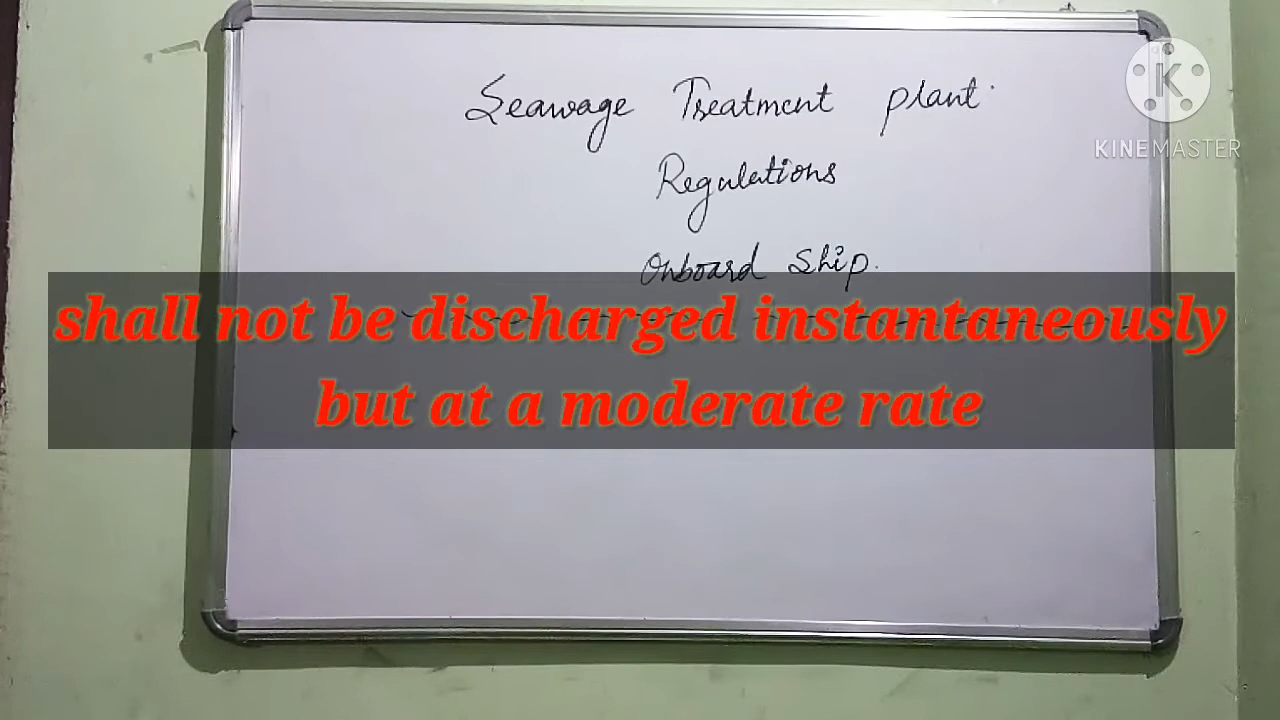 Seawage Treatment plant
Regulations
Onboard Ship.
shall not be discharged instantaneously
but at a moderate rate
K
KINEMASTER